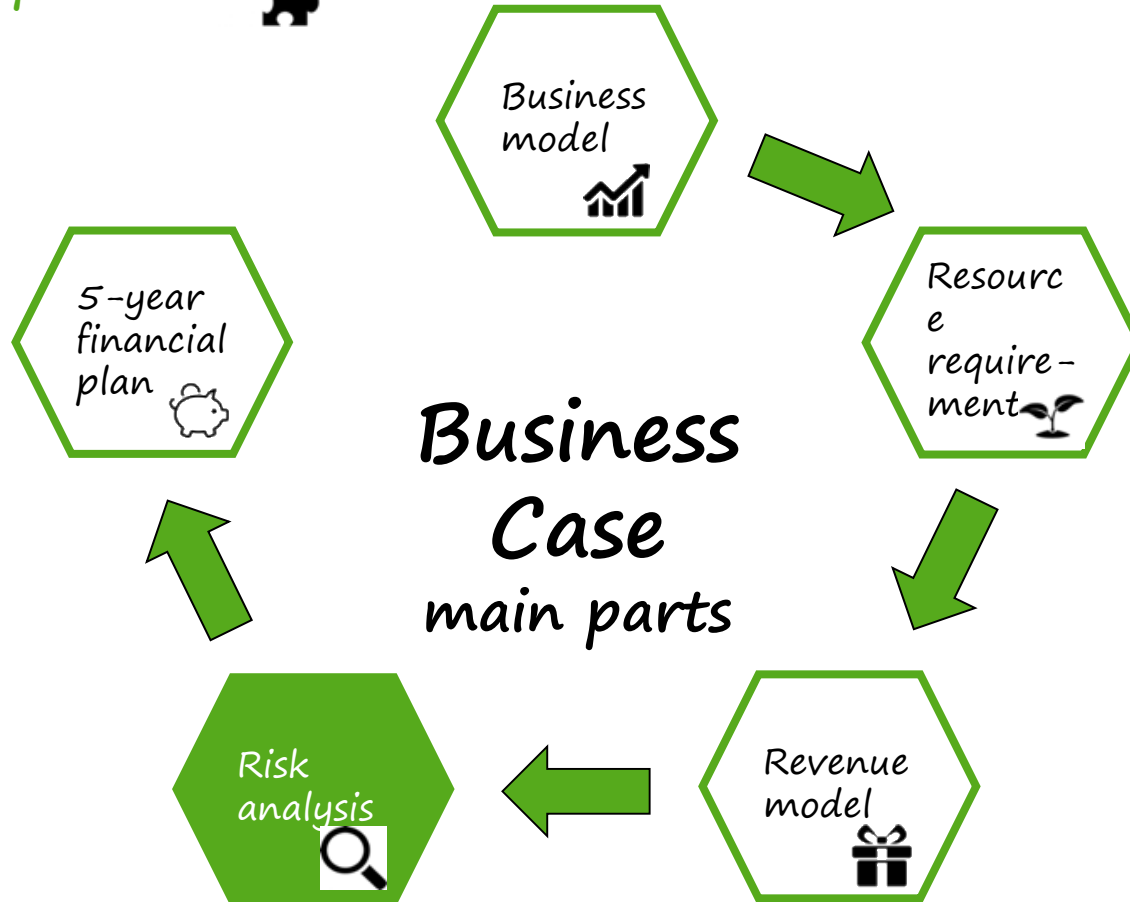 Business
model
Resourc
e
require-
ment
Revenue
model
Risk
analysis
5-year
financial
plan
Business
Case
main parts